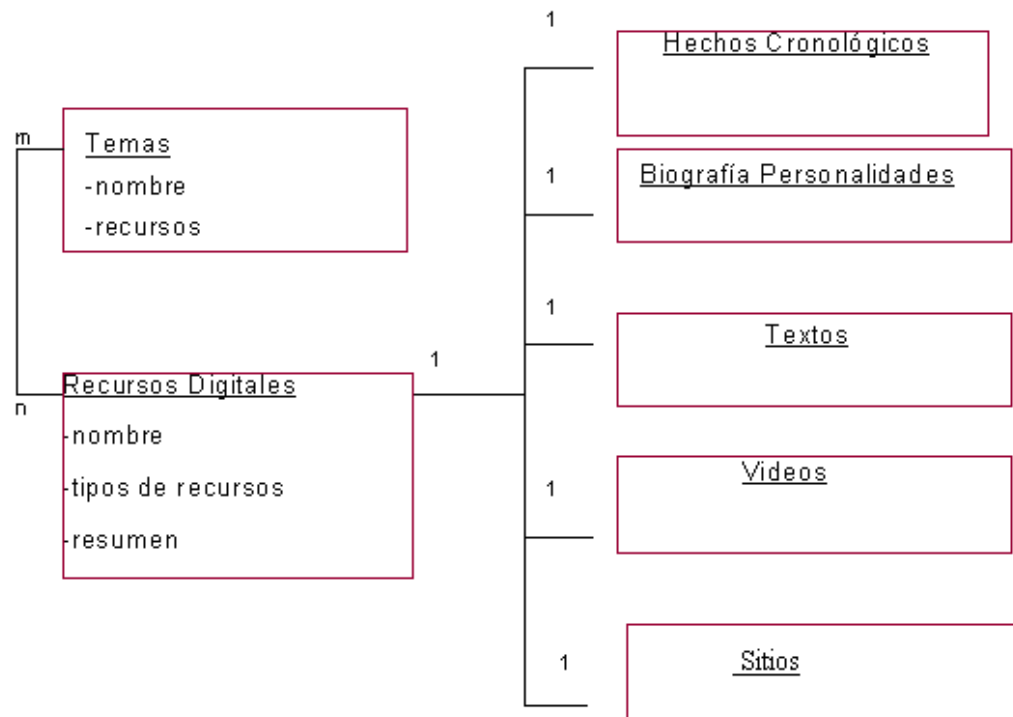 m
Temas
-nombre
-recursos
n
Recursos Digitales
-nombre
-tipos de recursos
-resumen
1
1
Hechos Cronológicos
1
Biografía Personalidades
1
Textos
1
Videos
1
Sitios